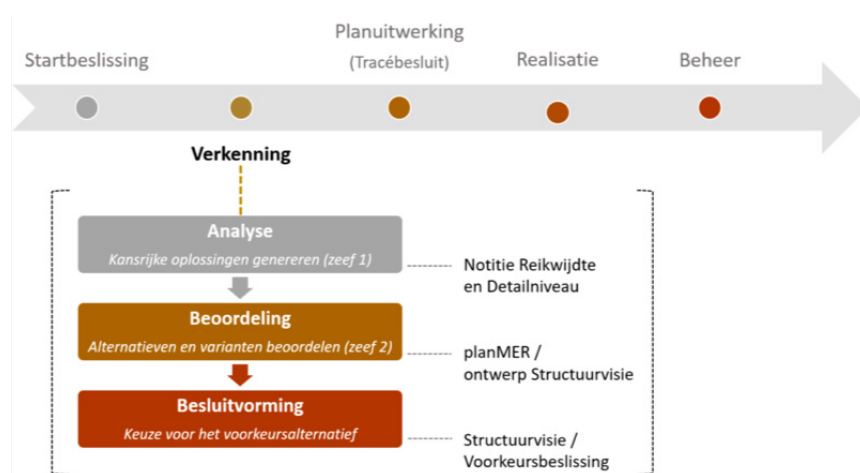 Startbeslissing
Planuitwerking
(Tracébesluit)
Realisatie
Beheer
Verkenning
Analyse
Kansrijke oplossingen genereren (zeef 1)
Notitie Reikwijdte
en Detailniveau
Beoordeling
Alternatieven en varianten beoordelen (zeef 2)
planMER /
ontwerp Structuurvisie
Besluitvorming
Keuze voor het voorkeursalternatief
Structuurvisie /
Voorkeursbeslissing